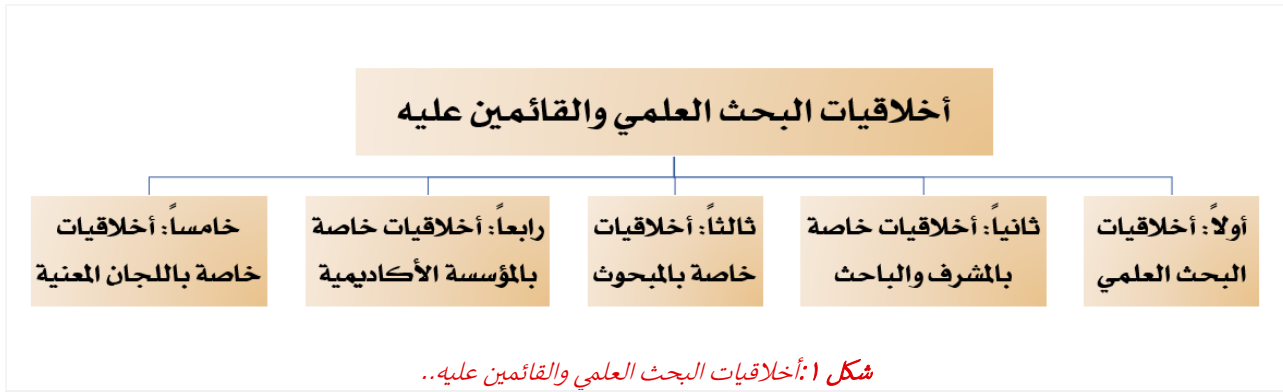 أخلاقيات البحث العلمي والقائمين عليه
أولاً: أخلاقيات
البحث العلمي
ثانياً: أخلاقيات خاصة
بالمشرف والباحث
ثالثاً: أخلاقيات
خاصة بالمبحوث
رابعاً: أخلاقيات خاصة
بالمؤسسة الأكاديمية
خامساً: أخلاقيات
خاصة باللجان المعنية
شكل ١:أخلاقيات البحث العلمي والقائمين عليه..